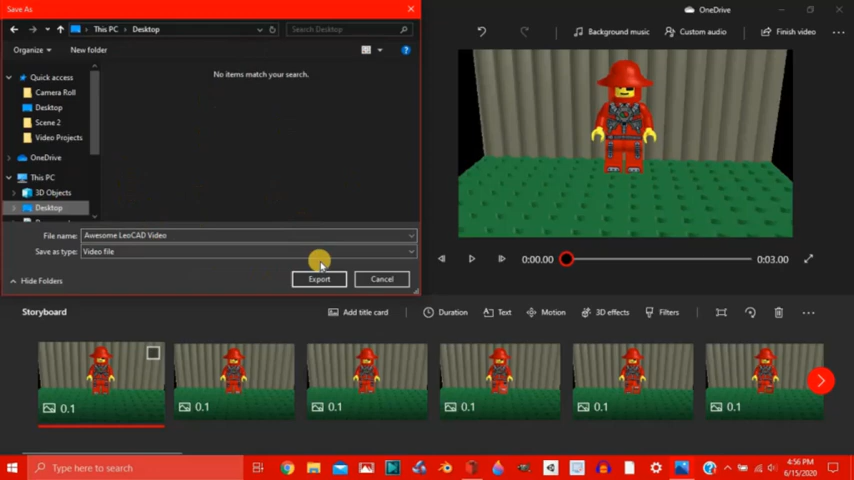 Save As
OneDrive
This PC
Desktop
Search Desktop
Background music
Custom audio
Finish video
Organize
New folder
No items match your search.
Quick access
Camera Roll
Desktop
Scene 2
Video Projects
OneDrive
This PC
3D Objects
Desktop
File name:
Awesome LeoCAD Video
Save as type:
Video file
Hide Folders
Export
Cancel
0:00.00
0:03.00
Storyboard
Add title card
Duration
Text
Motion
3D effects
Filters
0.1
0.1
0.1
0.1
0.1
0.1
Type here to search
4:56 PM
6/15/2020